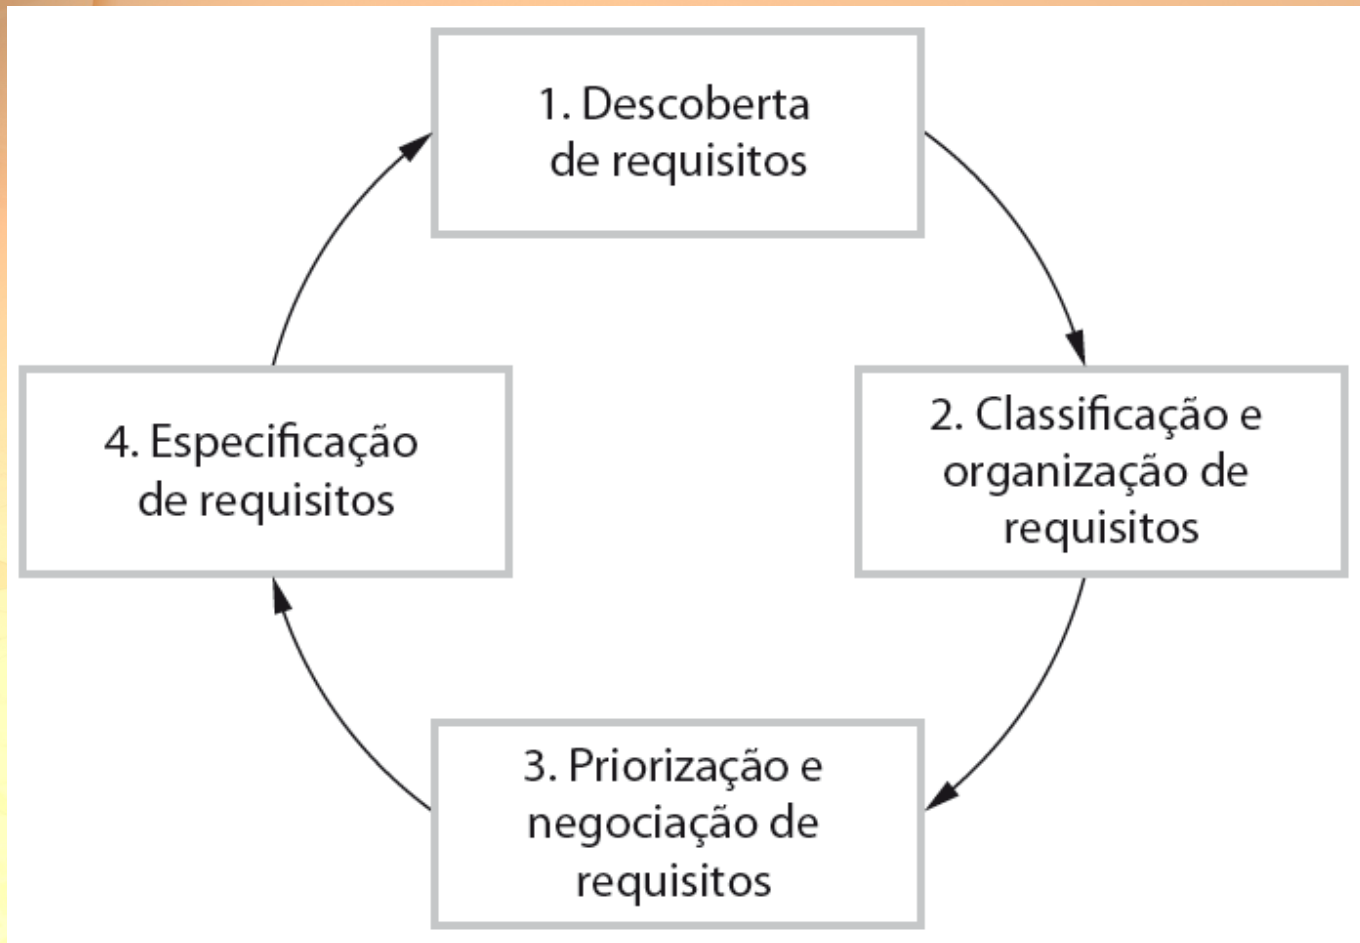 1. Descoberta
de requisitos
2. Classificação e
organização de
requisitos
3. Priorização e
negociação de
requisitos
4. Especificação
de requisitos